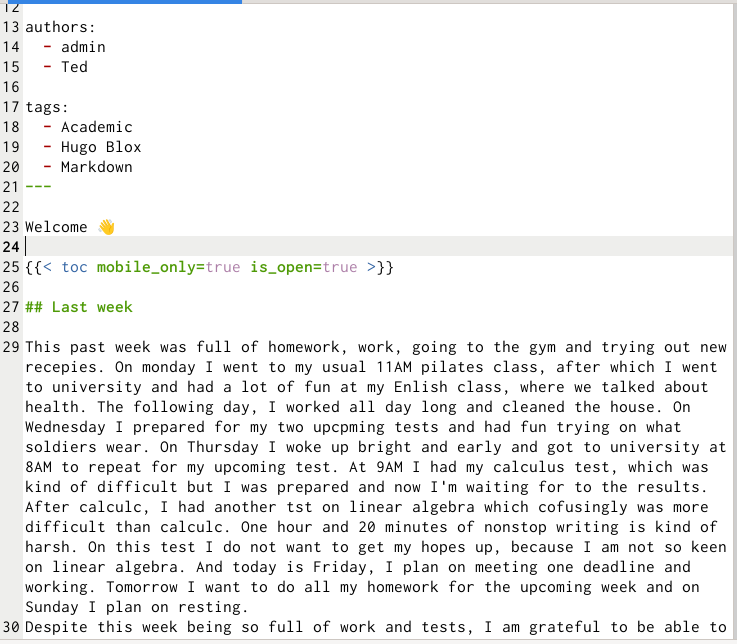 12
13 authors:
14   - admin
15   - Ted
16
17 tags:
18   - Academic
19   - Hugo Blox
20   - Markdown
21 ---
22
23 Welcome 👋
24
25 {{< toc mobile_only=true is_open=true >}}
26
27 ## Last week
28
29 This past week was full of homework, work, going to the gym and trying out new
recepies. On monday I went to my usual 11AM pilates class, after which I went
to university and had a lot of fun at my Enlish class, where we talked about
health. The following day, I worked all day long and cleaned the house. On
Wednesday I prepared for my two upcpming tests and had fun trying on what
soldiers wear. On Thursday I woke up bright and early and got to university at
8AM to repeat for my upcoming test. At 9AM I had my calculus test, which was
kind of difficult but I was prepared and now I'm waiting for to the results.
After calculc, I had another tst on linear algebra which cofusingly was more
difficult than calculc. One hour and 20 minutes of nonstop writing is kind of
harsh. On this test I do not want to get my hopes up, because I am not so keen
on linear algebra. And today is Friday, I plan on meeting one deadline and
working. Tomorrow I want to do all my homework for the upcoming week and on
Sunday I plan on resting.
30 Despite this week being so full of work and tests, I am grateful to be able to